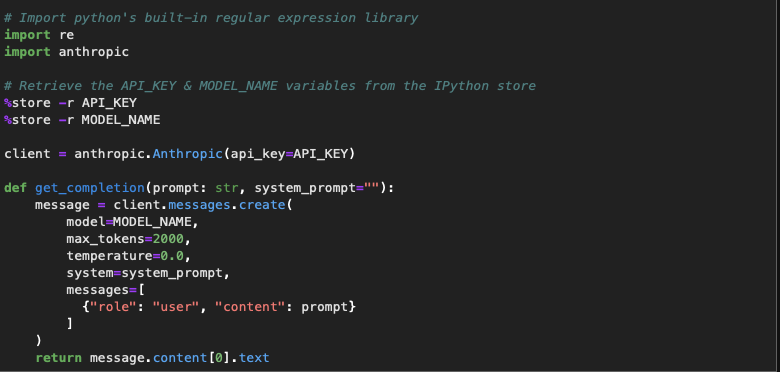 # Import python's built-in regular expression library
import re
import anthropic
# Retrieve the API_KEY & MODEL_NAME variables from the IPython store
%store -r API_KEY
%store -r MODEL_NAME
client = anthropic.Anthropic(api_key=API_KEY)
def get_completion(prompt: str, system_prompt=""):
    message = client.messages.create(
        model=MODEL_NAME,
        max_tokens=2000,
        temperature=0.0,
        system=system_prompt,
        messages=[
          {"role": "user", "content": prompt}
        ]
    )
    return message.content[0].text